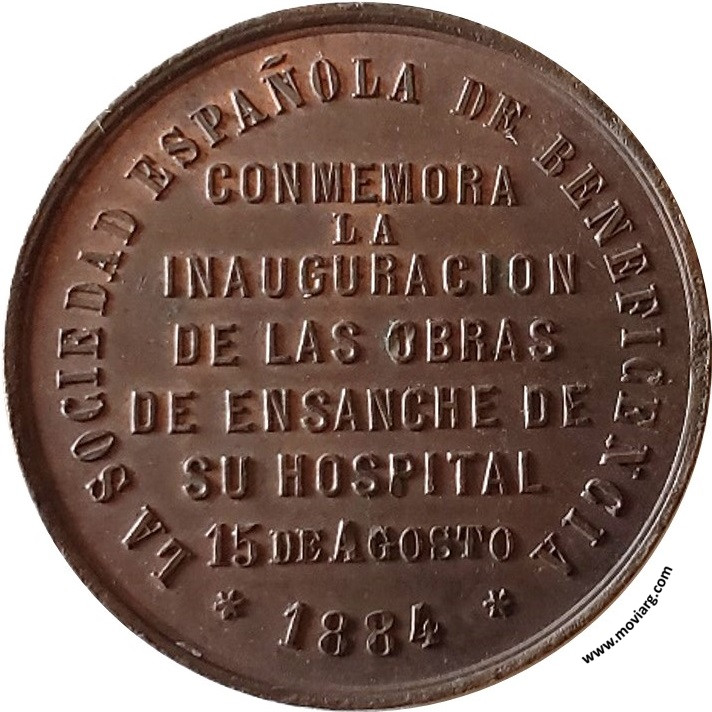 LA SOCIEDAD ESPAÑOLA DE BENEFICENCIA
CONMEMORA
LA
INAUGURACION
DE LAS OBRAS
DE ENSANCHE DE
SU HOSPITAL
15 DE AGOSTO
* 1884 *
www.moviarg.com